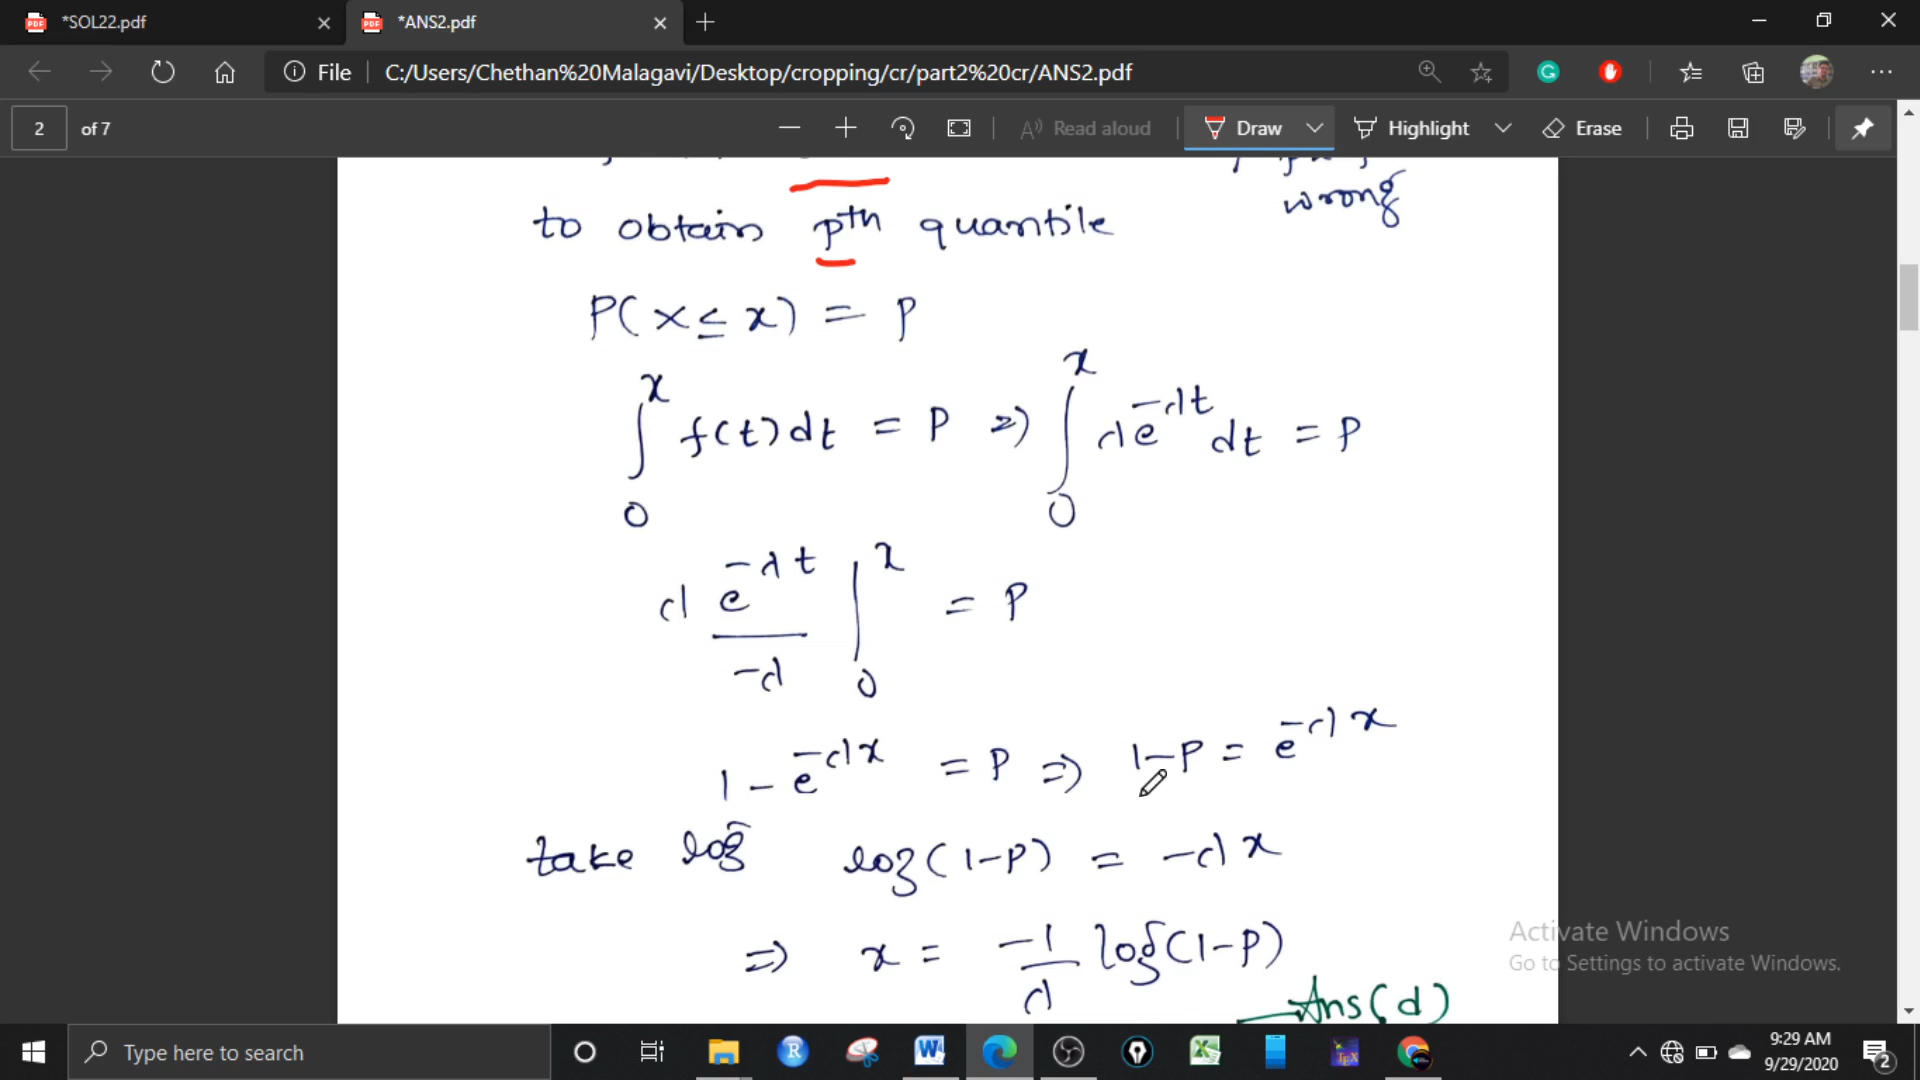 *SOL22.pdf
*ANS2.pdf
File
C:/Users/Chethan%20Malagavi/Desktop/cropping/cr/part2%20cr/ANS2.pdf
2 of 7
Read aloud
Draw
Highlight
Erase
wrong
to obtain pth quantile
P(X ≤ x) = P
∫₀ˣ f(t)dt = P ⇒ ∫₀ˣ λe^(-λt) dt = P
λ e^(-λt)/-λ |₀ˣ = P
1 - e^(-λx) = P ⇒ 1-P = e^(-λx)
take log log(1-P) = -λx
⇒ x = -1/λ log(1-P)
Ans(d)
Activate Windows
Go to Settings to activate Windows.
Type here to search
9:29 AM
9/29/2020
2